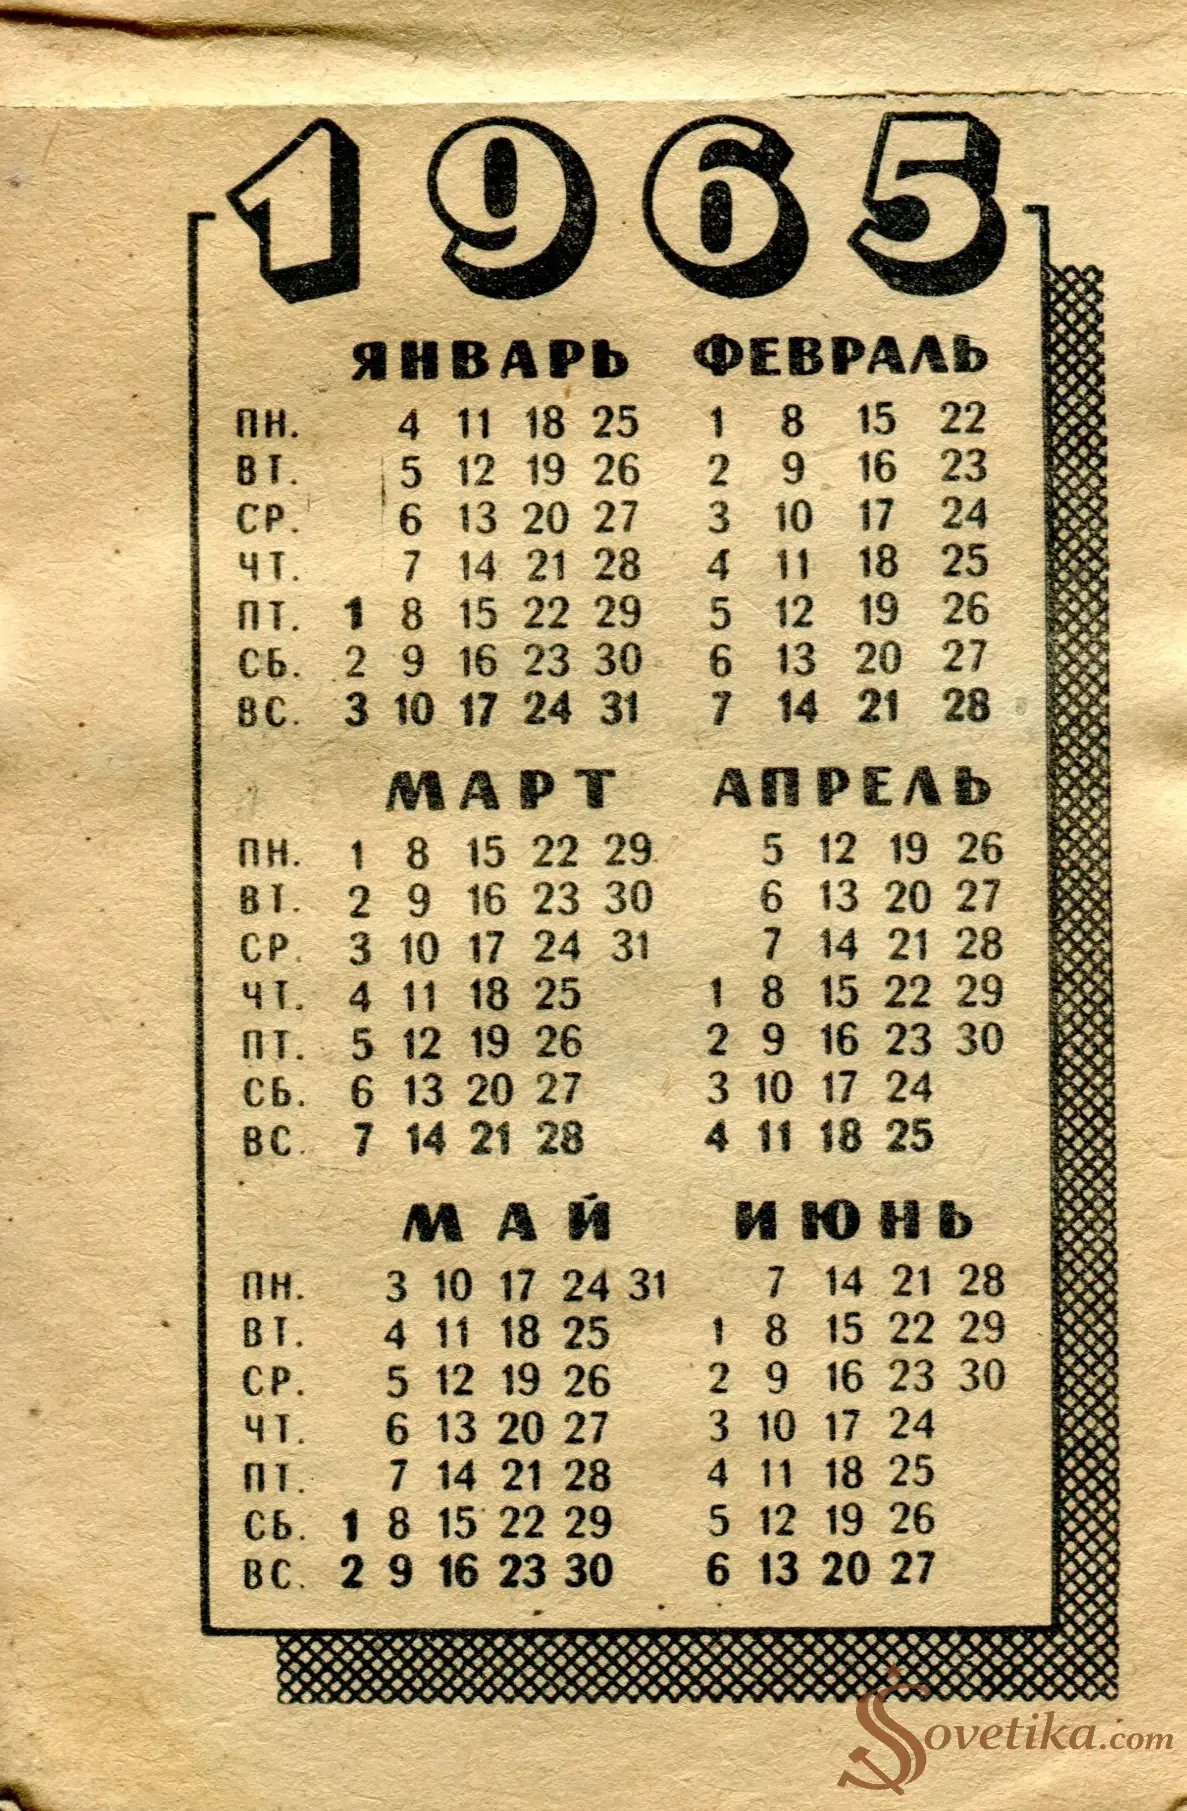 1965
ЯНВАРЬ ФЕВРАЛЬ
ПН. 4 11 18 25 1 8 15 22
ВТ. 5 12 19 26 2 9 16 23
СР. 6 13 20 27 3 10 17 24
ЧТ. 7 14 21 28 4 11 18 25
ПТ. 1 8 15 22 29 5 12 19 26
СБ. 2 9 16 23 30 6 13 20 27
ВС. 3 10 17 24 31 7 14 21 28
МАРТ АПРЕЛЬ
ПН. 1 8 15 22 29 5 12 19 26
ВТ. 2 9 16 23 30 6 13 20 27
СР. 3 10 17 24 31 7 14 21 28
ЧТ. 4 11 18 25 1 8 15 22 29
ПТ. 5 12 19 26 2 9 16 23 30
СБ. 6 13 20 27 3 10 17 24
ВС. 7 14 21 28 4 11 18 25
МАЙ ИЮНЬ
ПН. 3 10 17 24 31 7 14 21 28
ВТ. 4 11 18 25 1 8 15 22 29
СР. 5 12 19 26 2 9 16 23 30
ЧТ. 6 13 20 27 3 10 17 24
ПТ. 7 14 21 28 4 11 18 25
СБ. 1 8 15 22 29 5 12 19 26
ВС. 2 9 16 23 30 6 13 20 27
Sovetika.com